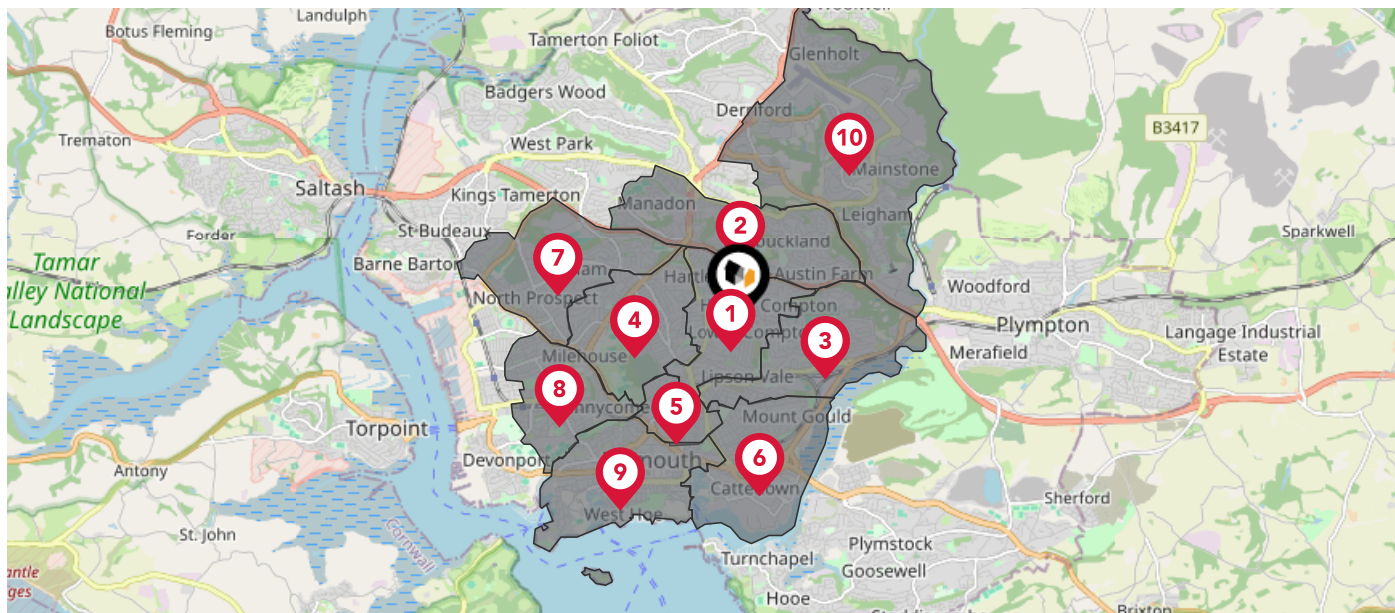 Landulph
Botus Fleming
Tamerton Foliot
Glenholt
Badgers Wood
Derriford
B3417
Trematon
West Park
10
Mainstone
Saltash
Kings Tamerton
Manadon
Leigham
2
St Budeaux
Forder
Sparkwell
7
Barne Barton
Austin Farm
Tamar
Valley National
Landscape
North Prospect
Woodford
Compton
1
4
Plympton
Langage Industrial
Estate
3
Merafield
Milehouse
Lipson Vale
8
5
Mount Gould
Torpoint
6
Devonport
9
Antony
Cattedown
Sherford
West Hoe
St. John
Cornwall
Plymstock
Turnchapel
Goosewell
Hooe
Brixton